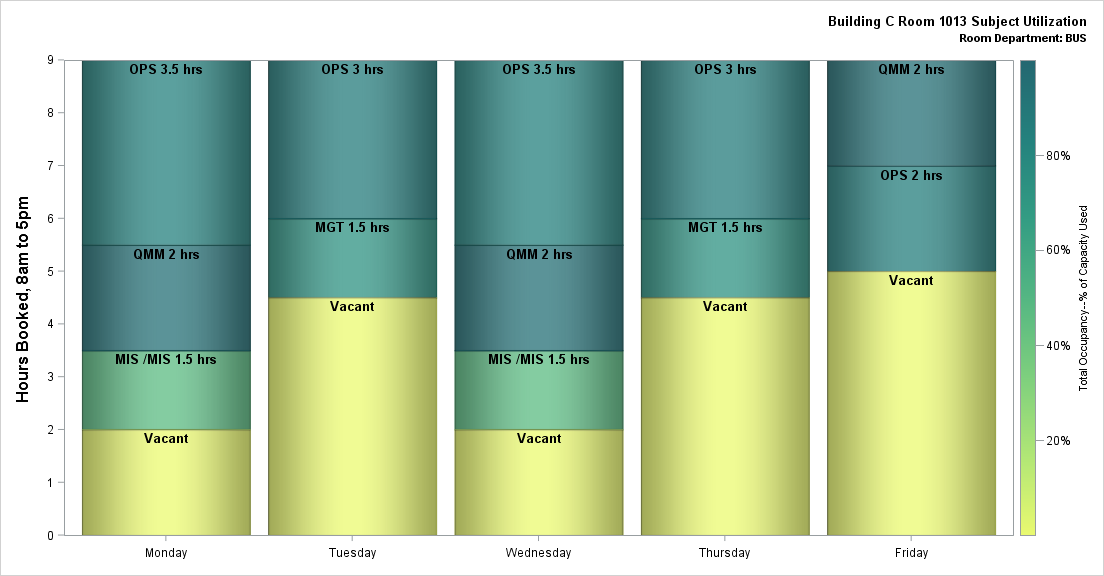 Building C Room 1013 Subject Utilization
Room Department: BUS
Hours Booked, 8am to 5pm
9
8
7
6
5
4
3
2
1
0
OPS 3.5 hrs
QMM 2 hrs
MIS /MIS 1.5 hrs
Vacant
OPS 3 hrs
MGT 1.5 hrs
Vacant
OPS 3.5 hrs
QMM 2 hrs
MIS /MIS 1.5 hrs
Vacant
OPS 3 hrs
MGT 1.5 hrs
Vacant
QMM 2 hrs
OPS 2 hrs
Vacant
Monday
Tuesday
Wednesday
Thursday
Friday
80%
60%
40%
20%
Total Occupancy--% of Capacity Used